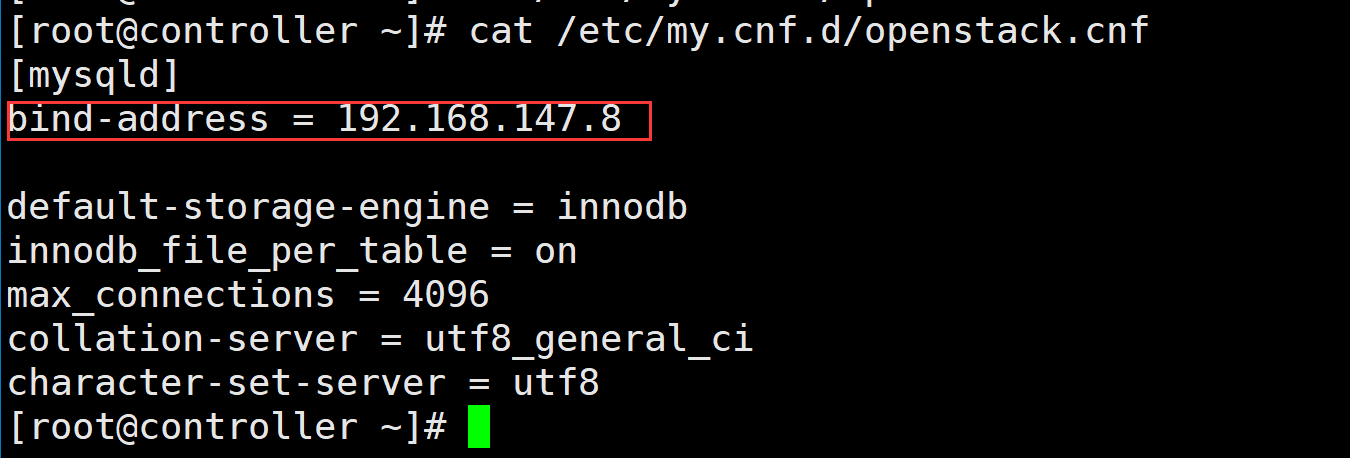 [root@controller ~]# cat /etc/my.cnf.d/openstack.cnf
[mysqld]
bind-address = 192.168.147.8
default-storage-engine = innodb
innodb_file_per_table = on
max_connections = 4096
collation-server = utf8_general_ci
character-set-server = utf8
[root@controller ~]#